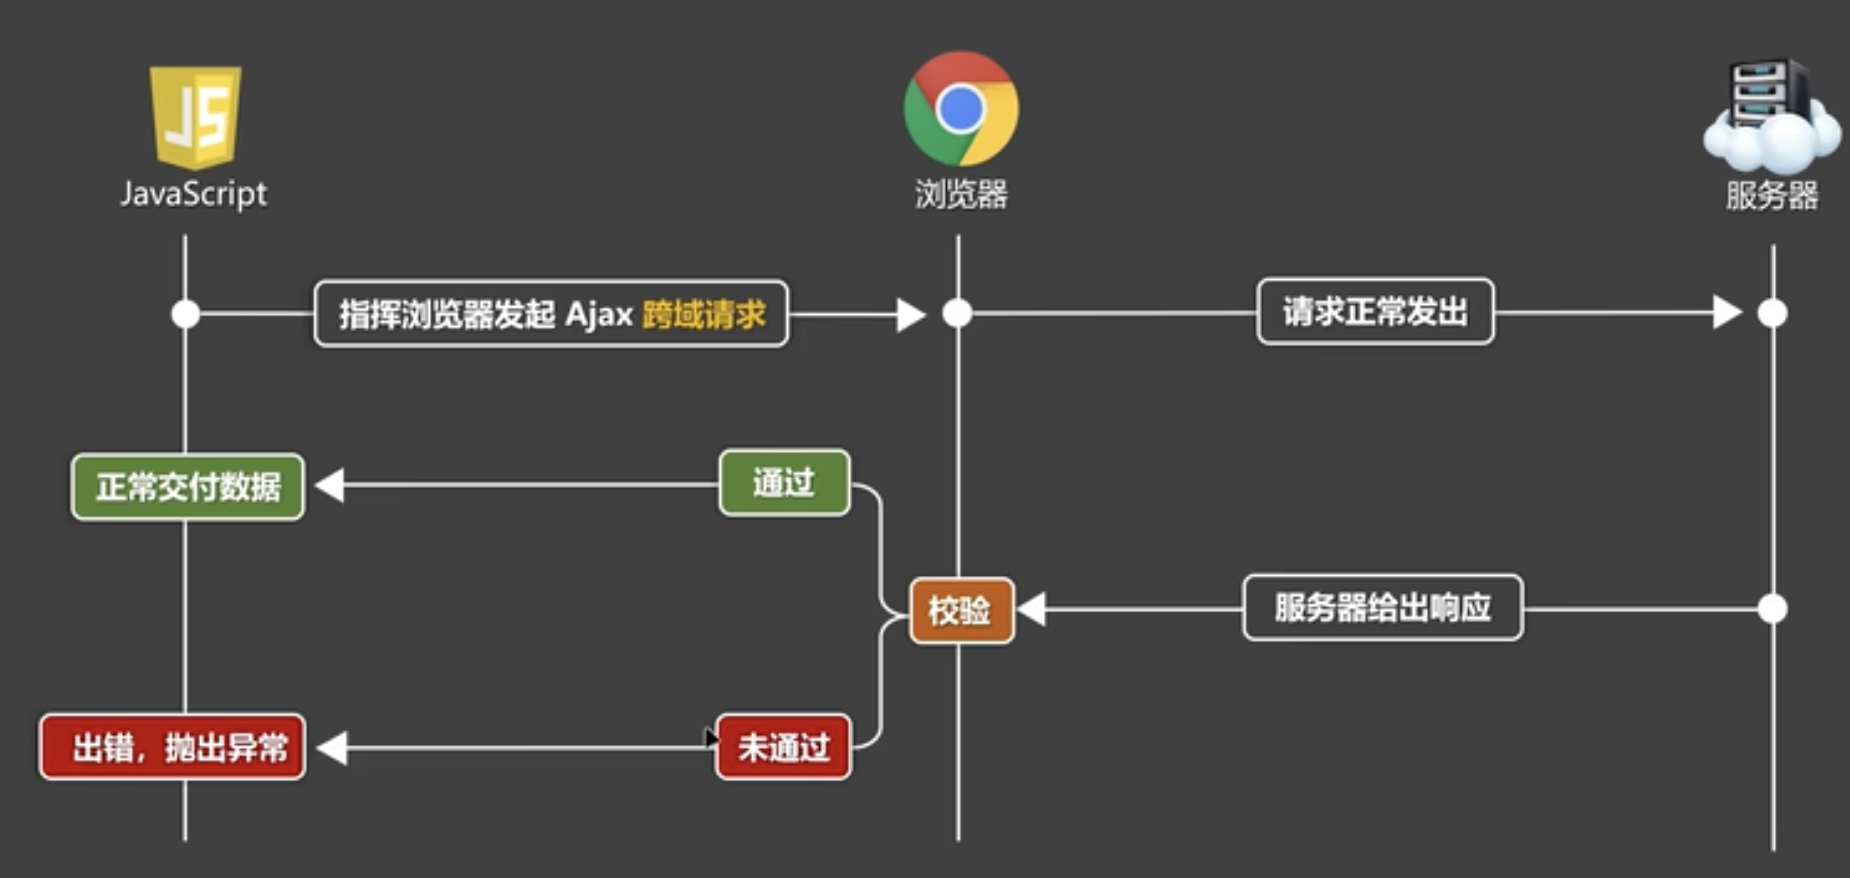 JS
JavaScript
浏览器
服务器
指挥浏览器发起 Ajax 跨域请求
请求正常发出
正常交付数据
通过
校验
服务器给出响应
出错，抛出异常
未通过